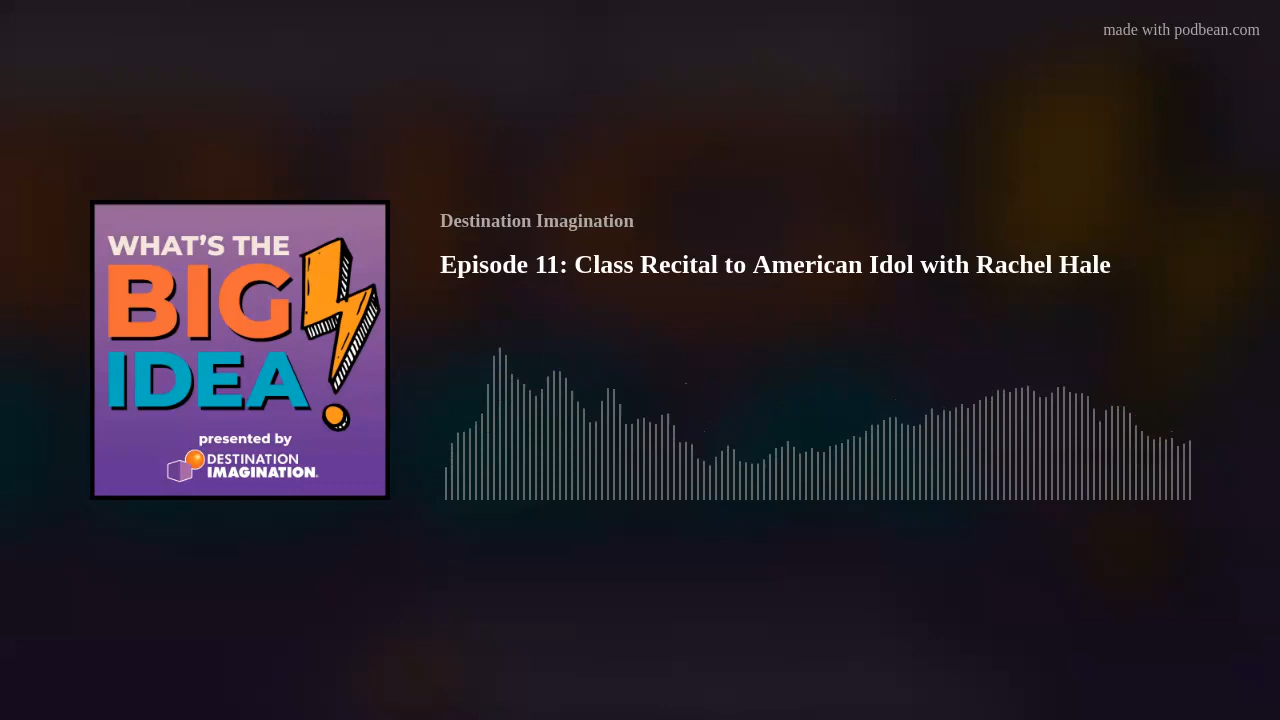 made with podbean.com
WHAT'S THE
BIG
IDEA
presented by
DESTINATION
IMAGINATION
Destination Imagination
Episode 11: Class Recital to American Idol with Rachel Hale